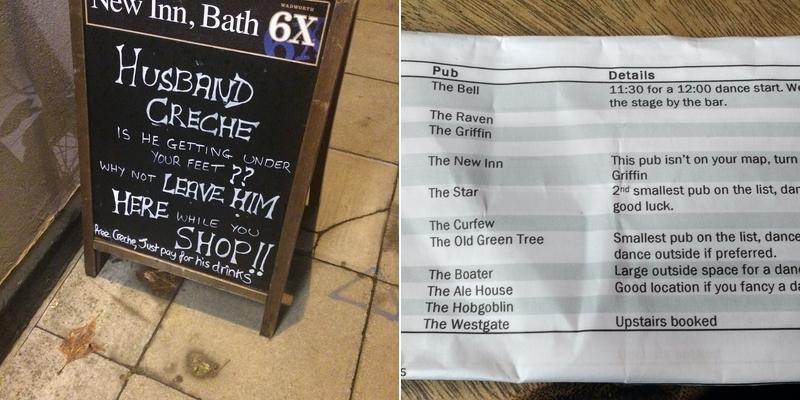 WADWORTH
New Inn, Bath 6X
HUSBAND
CRECHE
IS HE GETTING UNDER
YOUR FEET ??
WHY NOT LEAVE HIM
HERE WHILE YOU
SHOP!!
Free Creche, Just pay for his drinks
Pub Details
The Bell 11:30 for a 12:00 dance start. We
the stage by the bar.
The Raven
The Griffin
The New Inn This pub isn't on your map, turn
Griffin
The Star 2nd smallest pub on the list, dan
good luck.
The Curfew
The Old Green Tree Smallest pub on the list, dance
dance outside if preferred.
The Boater Large outside space for a dan
The Ale House Good location if you fancy a da
The Hobgoblin
The Westgate Upstairs booked
s